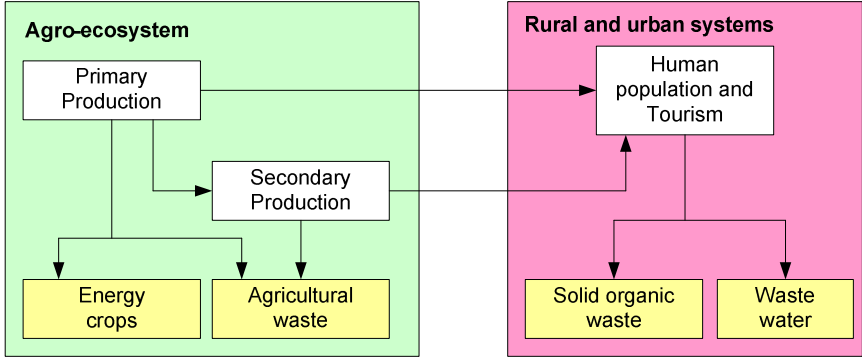 Agro-ecosystem
Primary
Production
Secondary
Production
Energy
crops
Agricultural
waste
Rural and urban systems
Human
population and
Tourism
Solid organic
waste
Waste
water